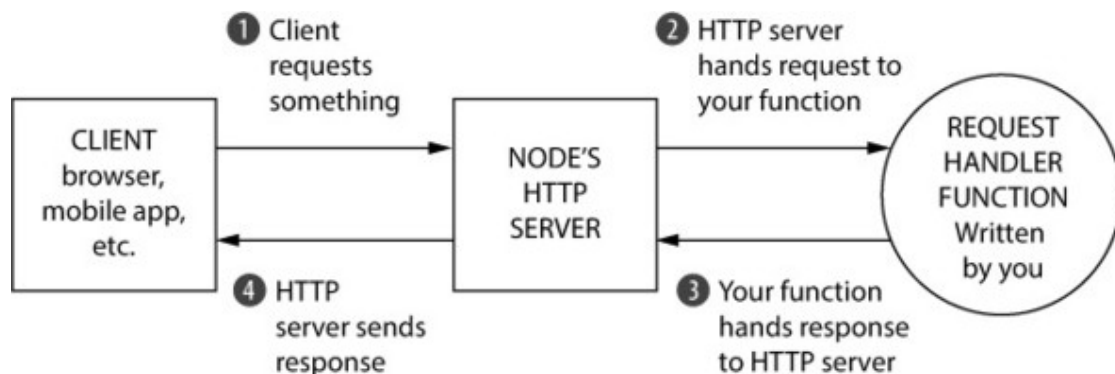 1 Client
requests
something
2 HTTP server
hands request to
your function
CLIENT
browser,
mobile app,
etc.
NODE’S
HTTP
SERVER
REQUEST
HANDLER
FUNCTION
Written
by you
4 HTTP
server sends
response
3 Your function
hands response
to HTTP server